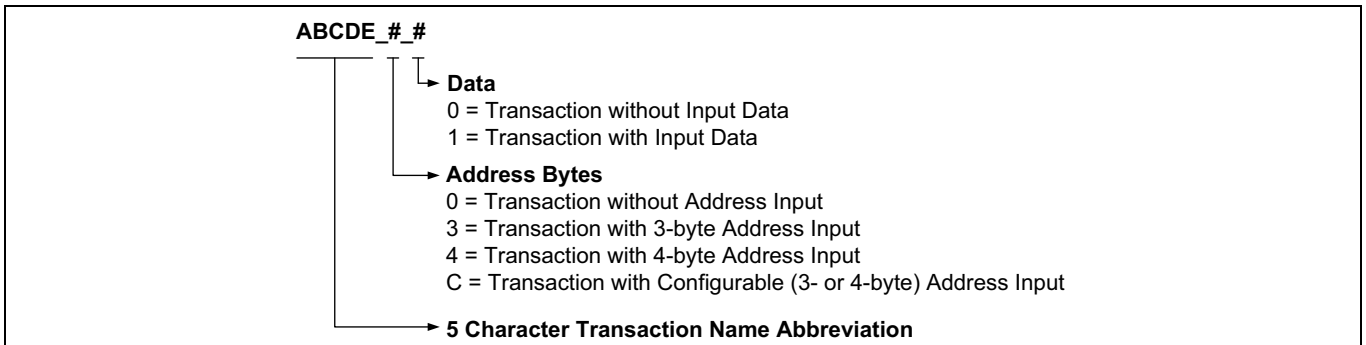 ABCDE_#_#
Data
0 = Transaction without Input Data
1 = Transaction with Input Data
Address Bytes
0 = Transaction without Address Input
3 = Transaction with 3-byte Address Input
4 = Transaction with 4-byte Address Input
C = Transaction with Configurable (3- or 4-byte) Address Input
5 Character Transaction Name Abbreviation